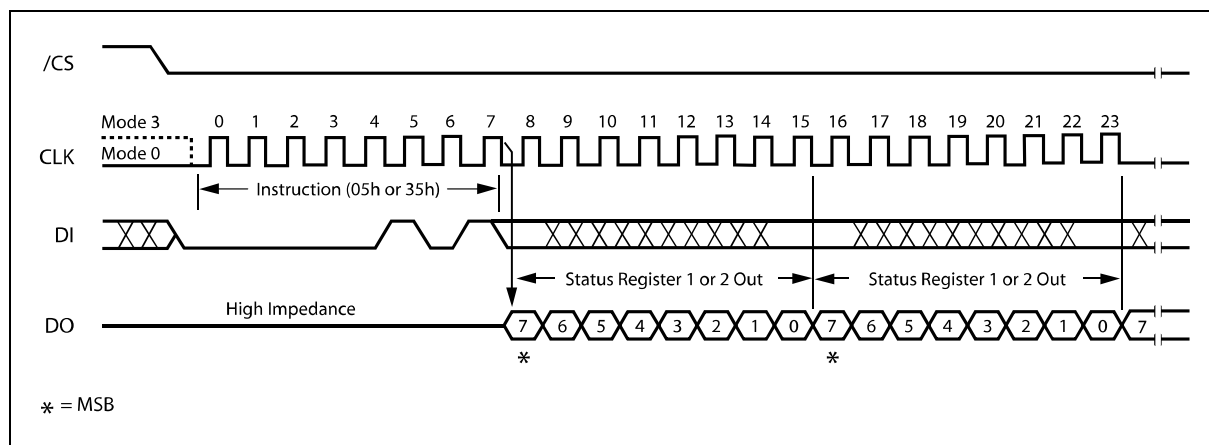 /CS
Mode 3
0 1 2 3 4 5 6 7 8 9 10 11 12 13 14 15 16 17 18 19 20 21 22 23
CLK
Mode 0
Instruction (05h or 35h)
DI
Status Register 1 or 2 Out
Status Register 1 or 2 Out
High Impedance
DO
7 6 5 4 3 2 1 0 7 6 5 4 3 2 1 0 7
* *
* = MSB